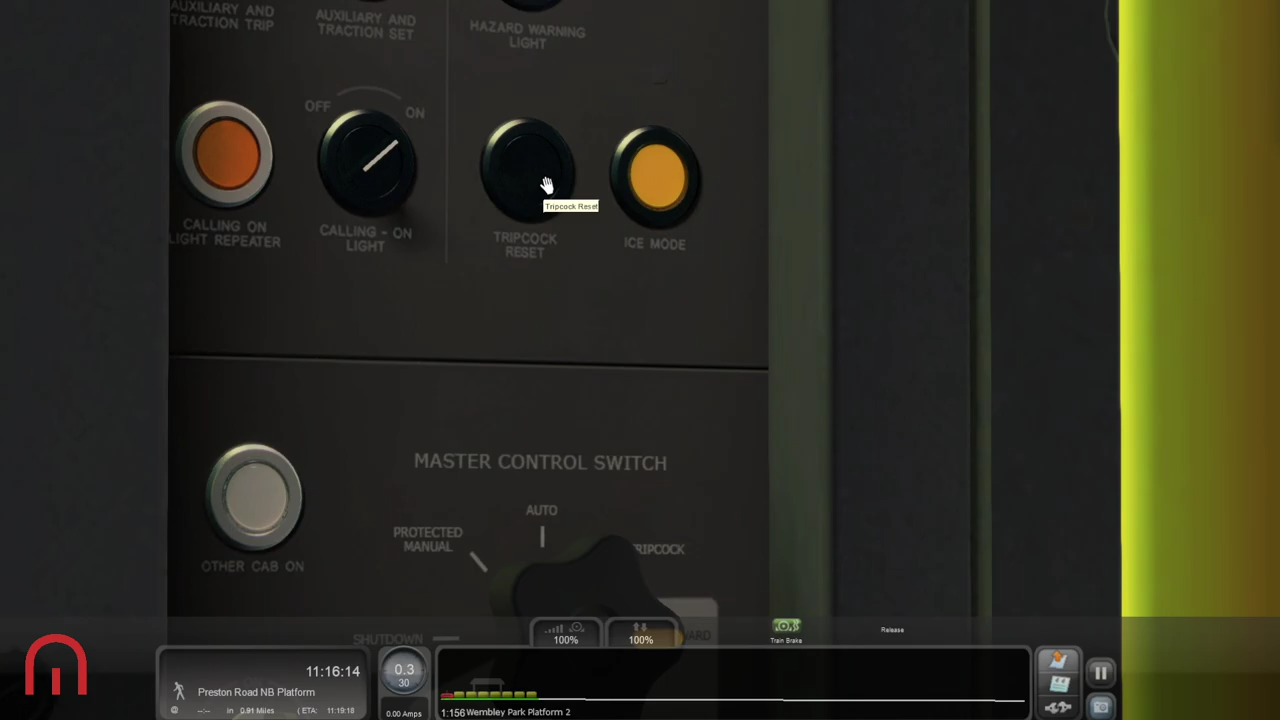 AUXILIARY AND
TRACTION TRIP
AUXILIARY AND
TRACTION SET
HAZARD WARNING
LIGHT
OFF
ON
CALLING ON
LIGHT REPEATER
CALLING - ON
LIGHT
TRIPCOCK
RESET
Tripcock Reset
ICE MODE
MASTER CONTROL SWITCH
OTHER CAB ON
PROTECTED
MANUAL
AUTO
TRIPCOCK
SHUTDOWN
100%
100%
Train Brake
Release
11:16:14
Preston Road NB Platform
@ --:-- in 0.91 Miles ( ETA: 11:19:18
0.3
30
0.00 Amps
1:156 Wembley Park Platform 2